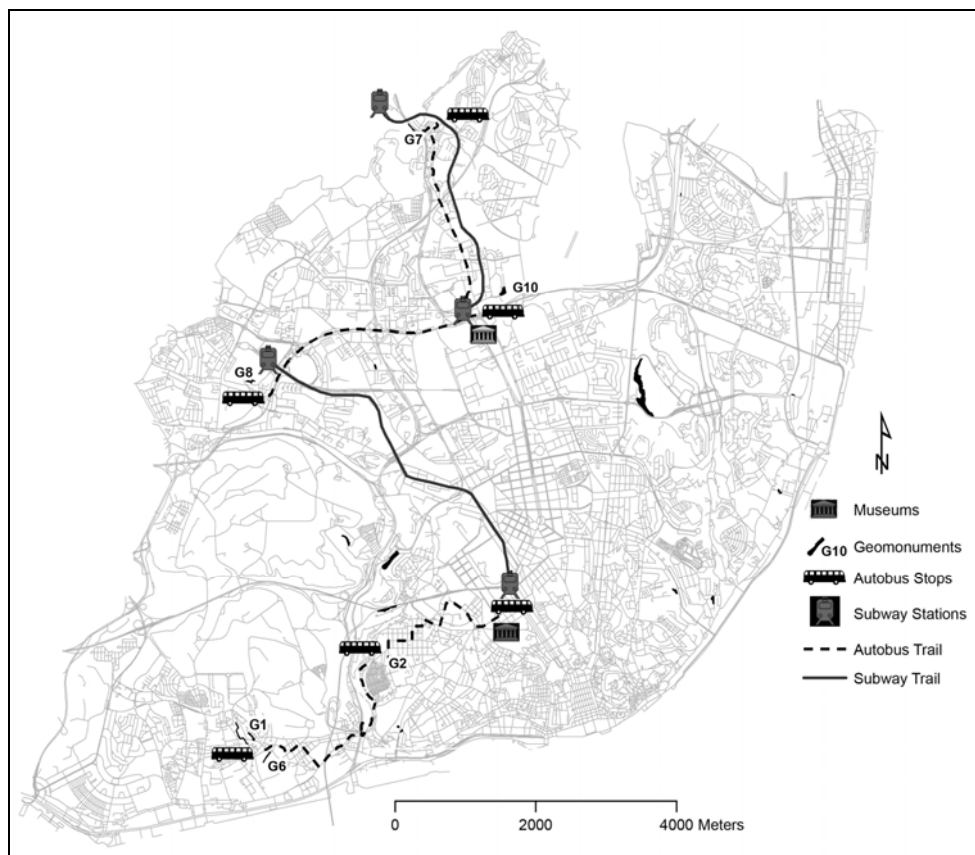 G7
G10
G8
N
Museums
G10 Geomonuments
Autobus Stops
Subway Stations
G2
Autobus Trail
Subway Trail
G1
G6
0 2000 4000 Meters